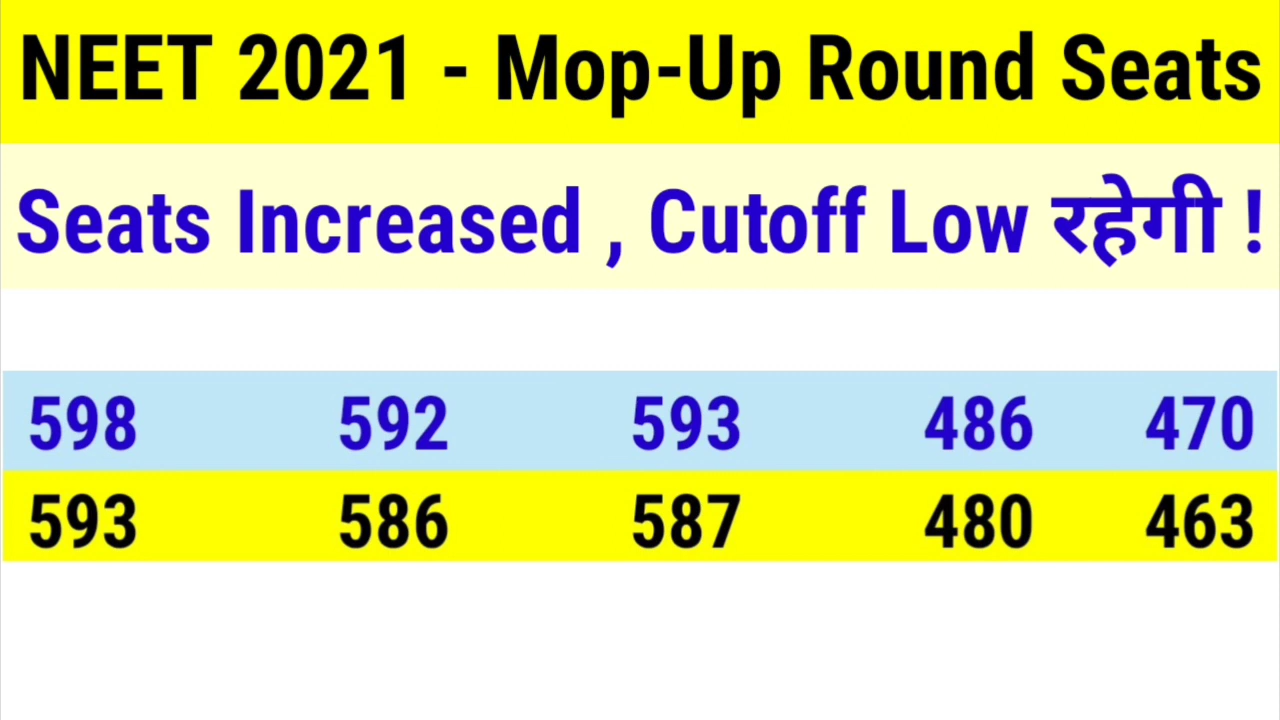 NEET 2021 - Mop-Up Round Seats
Seats Increased , Cutoff Low रहेगी !
598 592 593 486 470
593 586 587 480 463